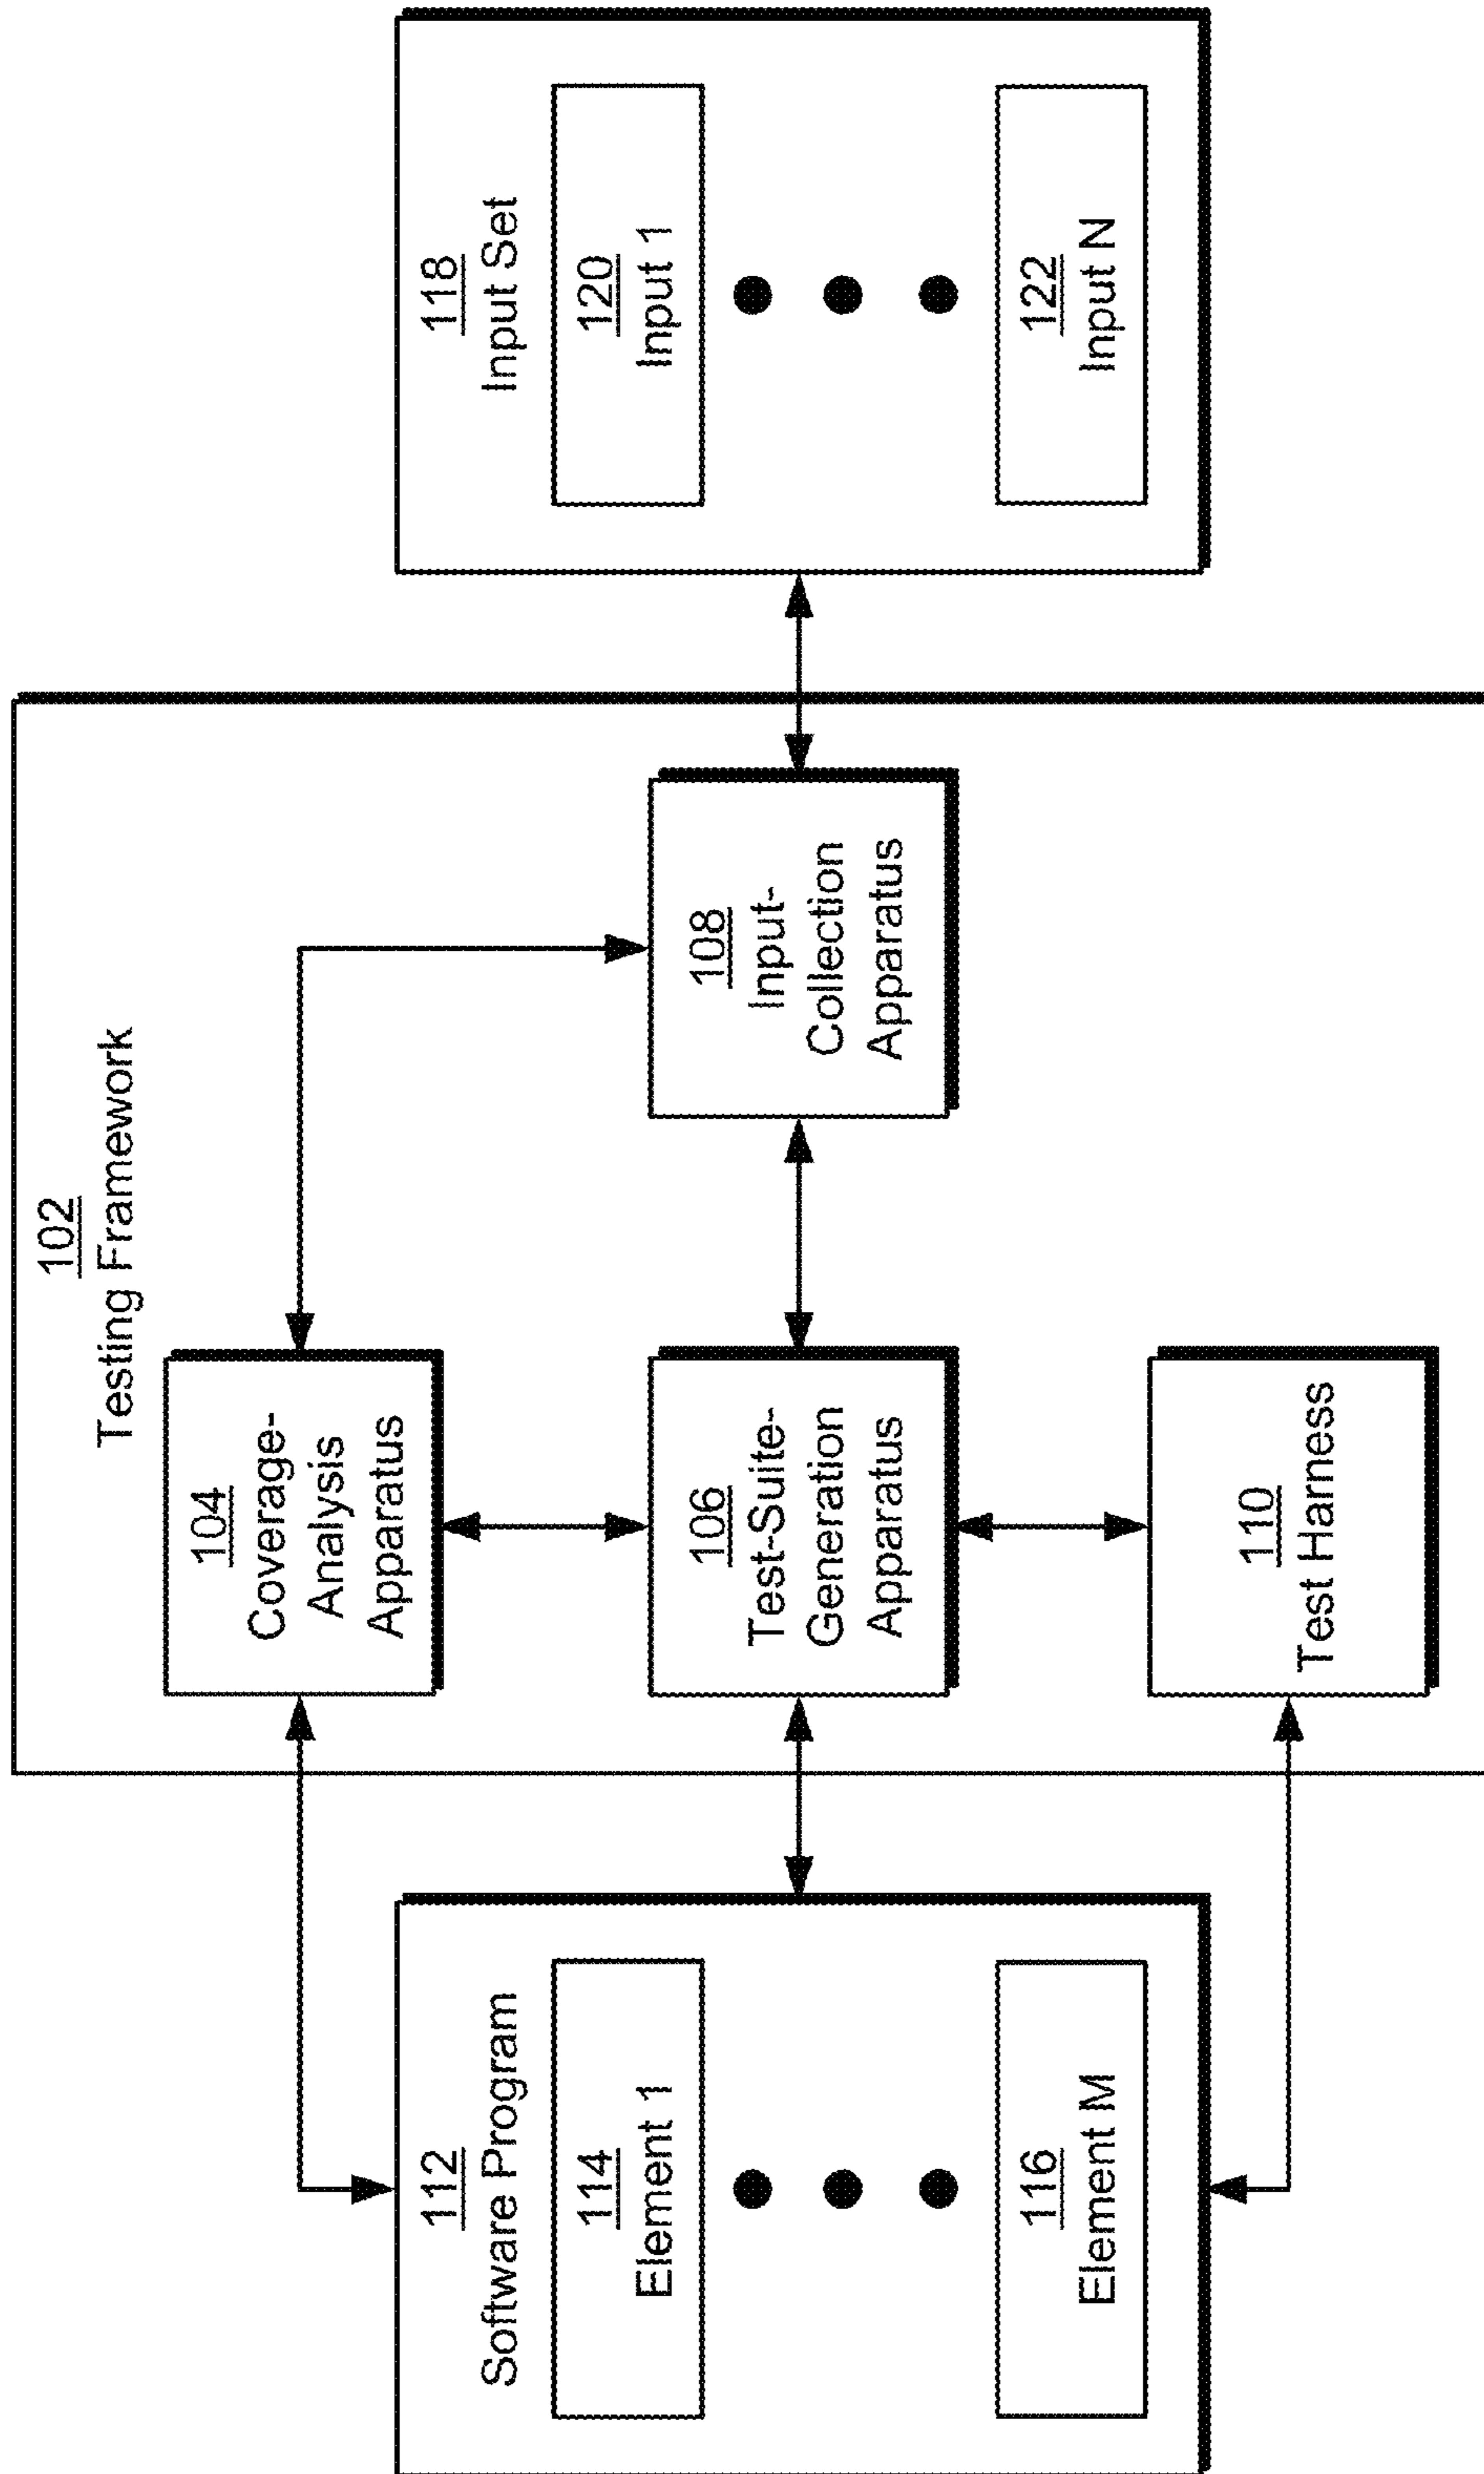 102
Testing Framework
112
Software Program
114
Element 1
116
Element M
104
Coverage-
Analysis
Apparatus
106
Test-Suite-
Generation
Apparatus
110
Test Harness
108
Input-
Collection
Apparatus
118
Input Set
120
Input 1
122
Input N